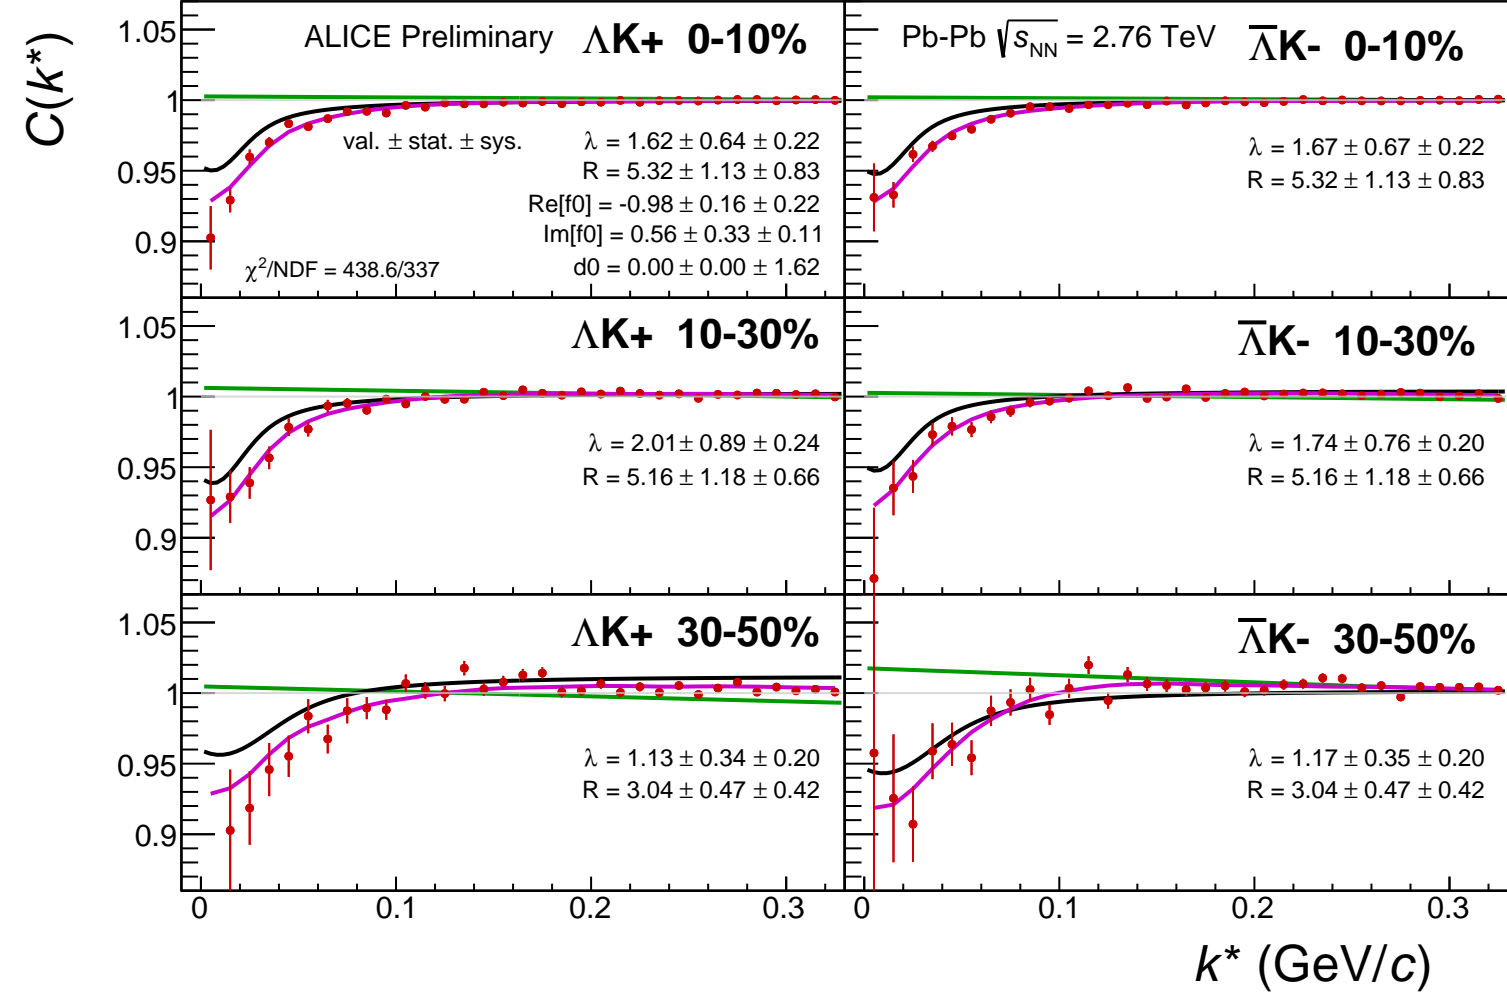 C(k*)
ALICE Preliminary ΛK+ 0-10%
1.05
1
0.95
0.9
val. ± stat. ± sys.
λ = 1.62 ± 0.64 ± 0.22
R = 5.32 ± 1.13 ± 0.83
Re[f0] = -0.98 ± 0.16 ± 0.22
Im[f0] = 0.56 ± 0.33 ± 0.11
d0 = 0.00 ± 0.00 ± 1.62
χ²/NDF = 438.6/337
Pb-Pb √s_NN = 2.76 TeV Λ̅K- 0-10%
λ = 1.67 ± 0.67 ± 0.22
R = 5.32 ± 1.13 ± 0.83
ΛK+ 10-30%
1.05
1
0.95
0.9
λ = 2.01 ± 0.89 ± 0.24
R = 5.16 ± 1.18 ± 0.66
Λ̅K- 10-30%
λ = 1.74 ± 0.76 ± 0.20
R = 5.16 ± 1.18 ± 0.66
ΛK+ 30-50%
1.05
1
0.95
0.9
λ = 1.13 ± 0.34 ± 0.20
R = 3.04 ± 0.47 ± 0.42
Λ̅K- 30-50%
λ = 1.17 ± 0.35 ± 0.20
R = 3.04 ± 0.47 ± 0.42
0 0.1 0.2 0.3
0 0.1 0.2 0.3
k* (GeV/c)